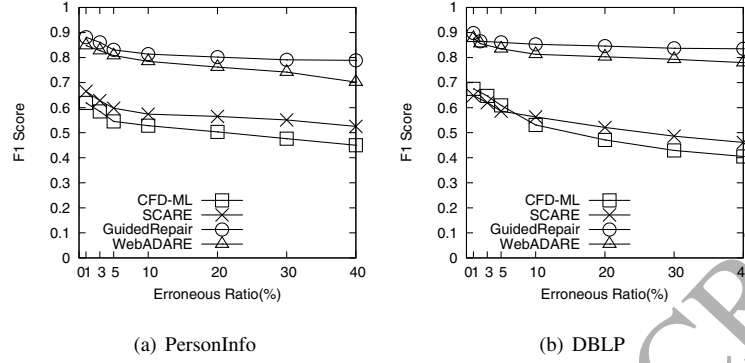 1
0.9
0.8
0.7
0.6
0.5
0.4
0.3
0.2
0.1
0
F1 Score
CFD-ML
SCARE
GuidedRepair
WebADARE
01 3 5 10 20 30 40
Erroneous Ratio(%)
(a) PersonInfo
1
0.9
0.8
0.7
0.6
0.5
0.4
0.3
0.2
0.1
0
F1 Score
CFD-ML
SCARE
GuidedRepair
WebADARE
01 3 5 10 20 30 40
Erroneous Ratio(%)
(b) DBLP